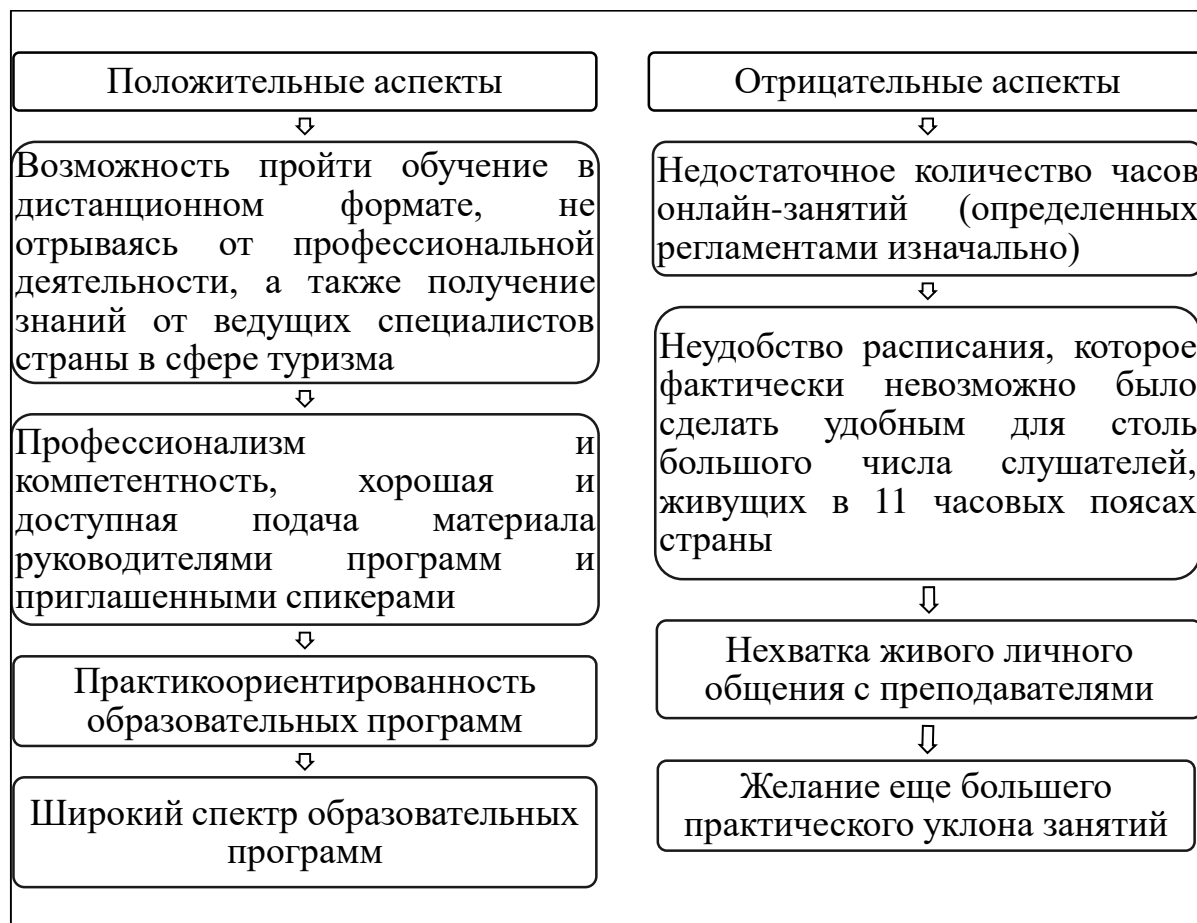 Положительные аспекты
Возможность пройти обучение в
дистанционном формате, не
отрываясь от профессиональной
деятельности, а также получение
знаний от ведущих специалистов
страны в сфере туризма
Профессионализм и
компетентность, хорошая и
доступная подача материала
руководителями программ и
приглашенными спикерами
Практикоориентированность
образовательных программ
Широкий спектр образовательных
программ
Отрицательные аспекты
Недостаточное количество часов
онлайн-занятий (определенных
регламентами изначально)
Неудобство расписания, которое
фактически невозможно было
сделать удобным для столь
большого числа слушателей,
живущих в 11 часовых поясах
страны
Нехватка живого личного
общения с преподавателями
Желание еще большего
практического уклона занятий